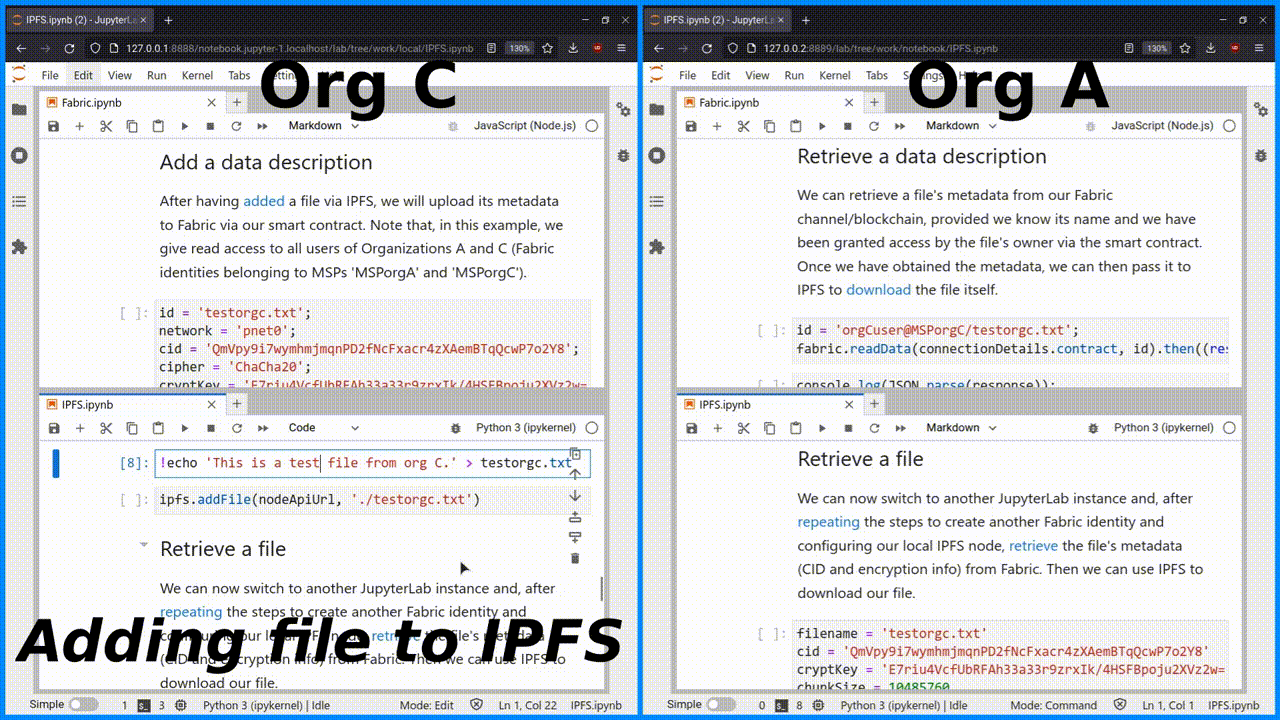 IPFS.ipynb (2) - JupyterLa
127.0.0.1:8888/notebook.jupyter-1.localhost/lab/tree/work/local/IPFS.ipynb
130%
File Edit View Run Kernel Tabs Settings
Org C
Fabric.ipynb
Markdown
JavaScript (Node.js)
Add a data description
After having added a file via IPFS, we will upload its metadata
to Fabric via our smart contract. Note that, in this example, we
give read access to all users of Organizations A and C (Fabric
identities belonging to MSPs 'MSPorgA' and 'MSPorgC').
[ ]: id = 'testorgc.txt';
network = 'pnet0';
cid = 'QmVpy9i7wymhmjmqnPD2fNcFxacr4zXAemBTqQcwP7o2Y8';
cipher = 'ChaCha20';
cryptKey = 'E7riu4VcfUbRFAh33a33r9zrxIk/4HSFBpoju2XVz2w=
IPFS.ipynb
Code
Python 3 (ipykernel)
[8]: !echo 'This is a test file from org C.' > testorgc.txt
[ ]: ipfs.addFile(nodeApiUrl, './testorgc.txt')
Retrieve a file
We can now switch to another JupyterLab instance and, after
repeating the steps to create another Fabric identity and
configuring our local IPFS node, retrieve the file's metadata
(CID and encryption info) from Fabric. Then we can use IPFS to
download our file.
Adding file to IPFS
Simple 1 3 Python 3 (ipykernel) | Idle Mode: Edit Ln 1, Col 22 IPFS.ipynb
IPFS.ipynb (2) - JupyterLa
127.0.0.2:8889/lab/tree/work/notebook/IPFS.ipynb
130%
File Edit View Run Kernel Tabs Settings Help
Org A
Fabric.ipynb
Markdown
JavaScript (Node.js)
Retrieve a data description
We can retrieve a file's metadata from our Fabric
channel/blockchain, provided we know its name and we have
been granted access by the file's owner via the smart contract.
Once we have obtained the metadata, we can then pass it to
IPFS to download the file itself.
[ ]: id = 'orgCuser@MSPorgC/testorgc.txt';
fabric.readData(connectionDetails.contract, id).then((res
[ ]: console.log(JSON.parse(response));
IPFS.ipynb
Markdown
Python 3 (ipykernel)
Retrieve a file
We can now switch to another JupyterLab instance and, after
repeating the steps to create another Fabric identity and
configuring our local IPFS node, retrieve the file's metadata
(CID and encryption info) from Fabric. Then we can use IPFS to
download our file.
[ ]: filename = 'testorgc.txt'
cid = 'QmVpy9i7wymhmjmqnPD2fNcFxacr4zXAemBTqQcwP7o2Y8'
cryptKey = 'E7riu4VcfUbRFAh33a33r9zrxIk/4HSFBpoju2XVz2w=
chunkSize = 10485760
Simple 0 8 Python 3 (ipykernel) | Idle Mode: Command Ln 1, Col 1 IPFS.ipynb